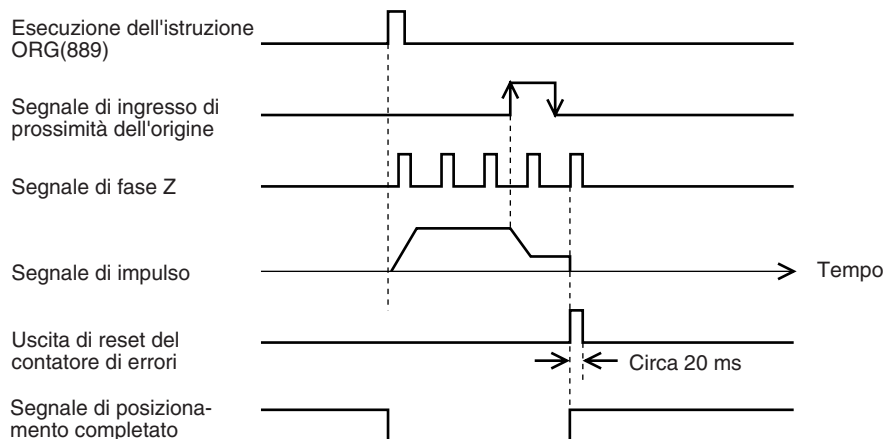 Esecuzione dell'istruzione
ORG(889)
Segnale di ingresso di
prossimità dell'origine
Segnale di fase Z
Segnale di impulso
Tempo
Uscita di reset del
contatore di errori
Circa 20 ms
Segnale di posiziona-
mento completato